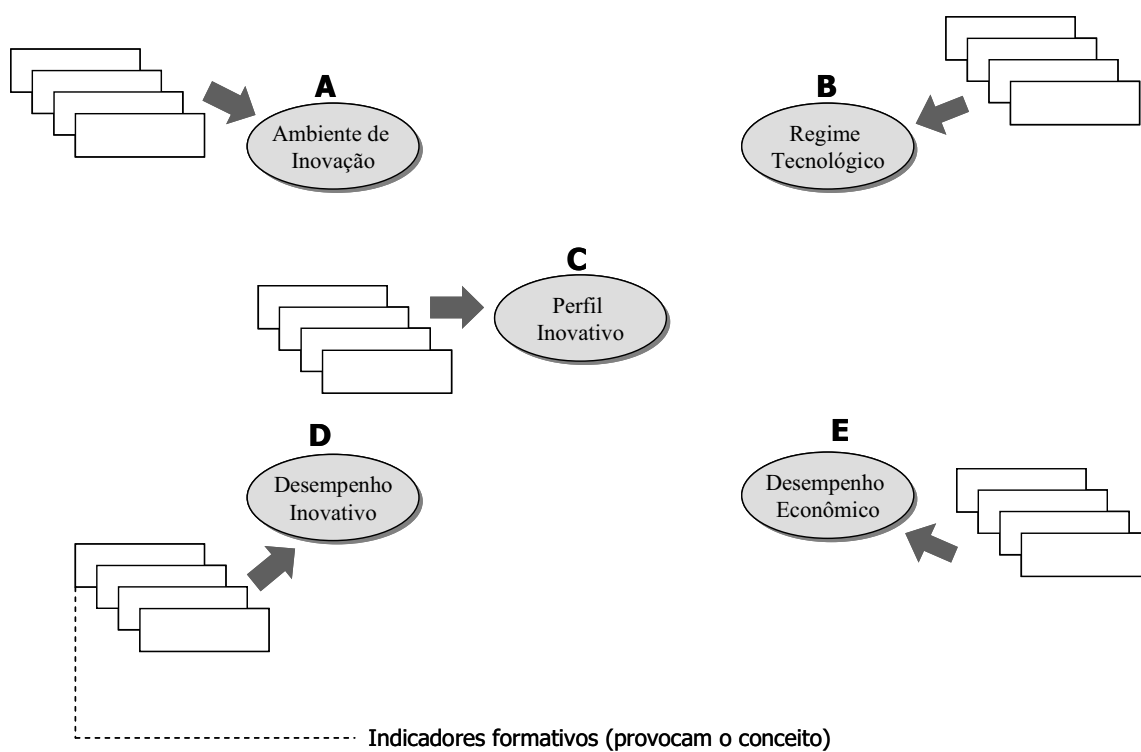 A
Ambiente de
Inovação
B
Regime
Tecnológico
C
Perfil
Inovativo
D
Desempenho
Inovativo
E
Desempenho
Econômico
Indicadores formativos (provocam o conceito)